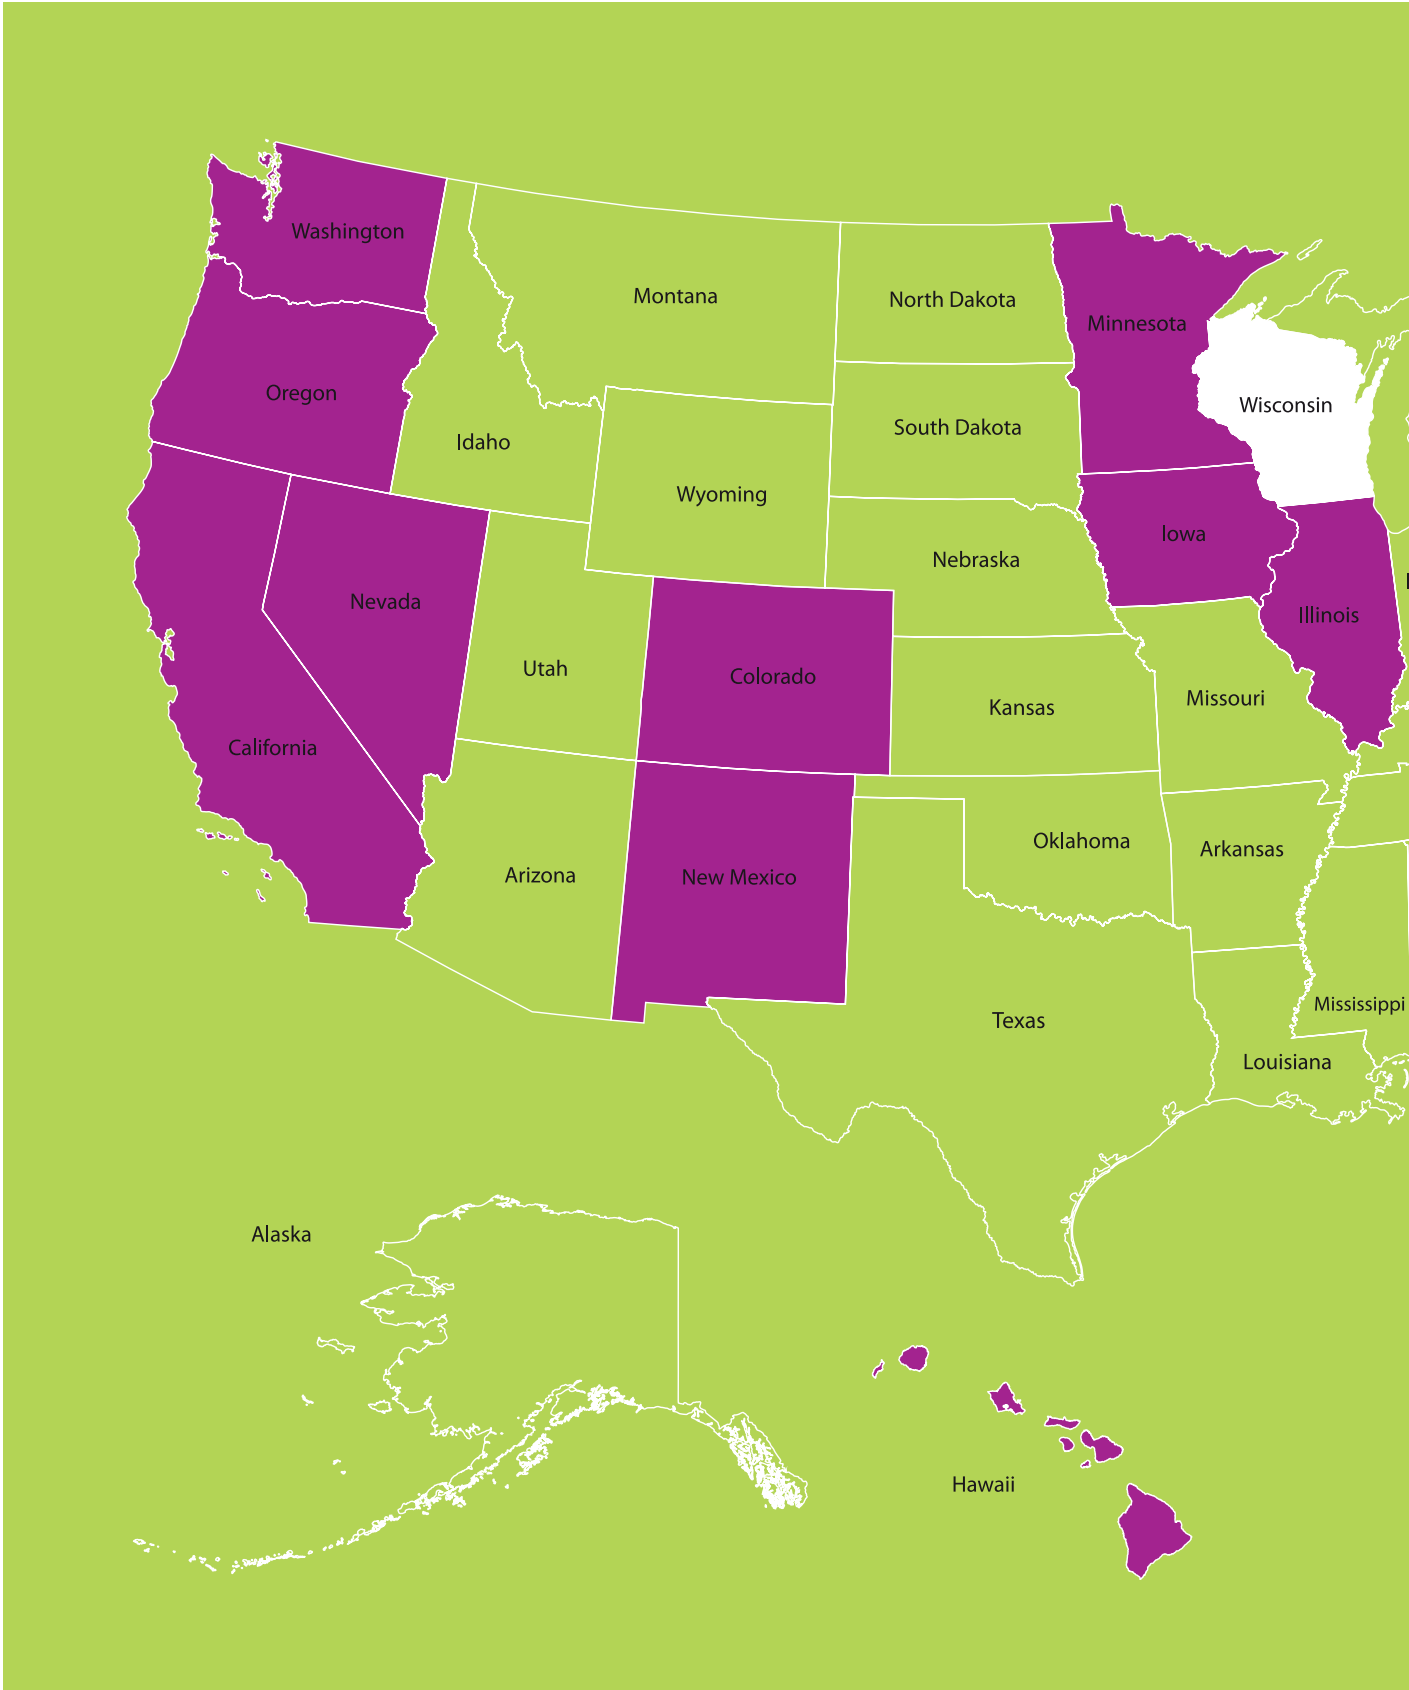 Washington
Montana
North Dakota
Minnesota
Oregon
Idaho
Wyoming
South Dakota
Wisconsin
Nebraska
Iowa
Nevada
Utah
Colorado
Kansas
Illinois
Missouri
California
Arizona
New Mexico
Oklahoma
Arkansas
Texas
Mississippi
Louisiana
Alaska
Hawaii